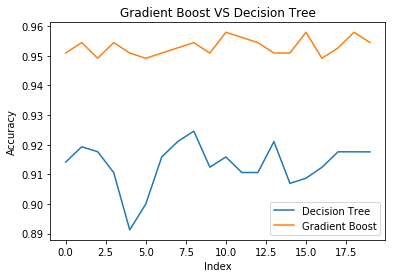 Gradient Boost VS Decision Tree
Accuracy
0.96
0.95
0.94
0.93
0.92
0.91
0.90
0.89
0.0 2.5 5.0 7.5 10.0 12.5 15.0 17.5
Index
Decision Tree
Gradient Boost